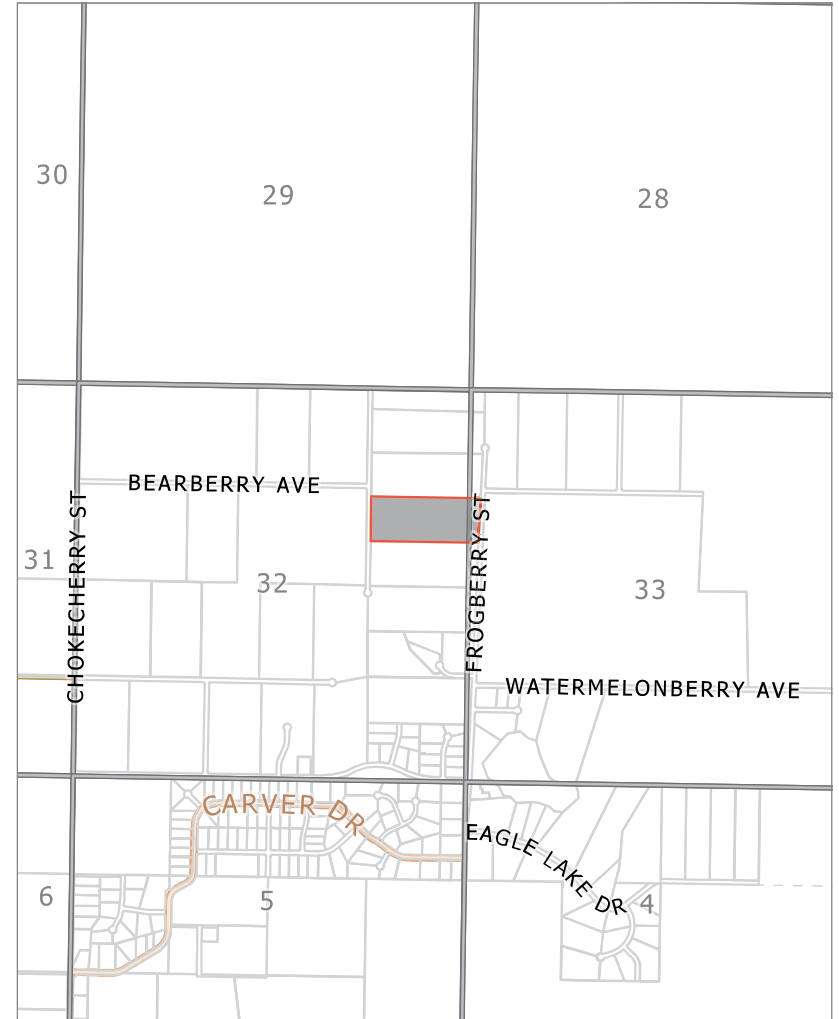 30
29
28
BEARBERRY AVE
CHOKECHERRY ST
FROGBERRY ST
31
32
33
WATERMELONBERRY AVE
CARVER DR
EAGLE LAKE DR
6
5
4